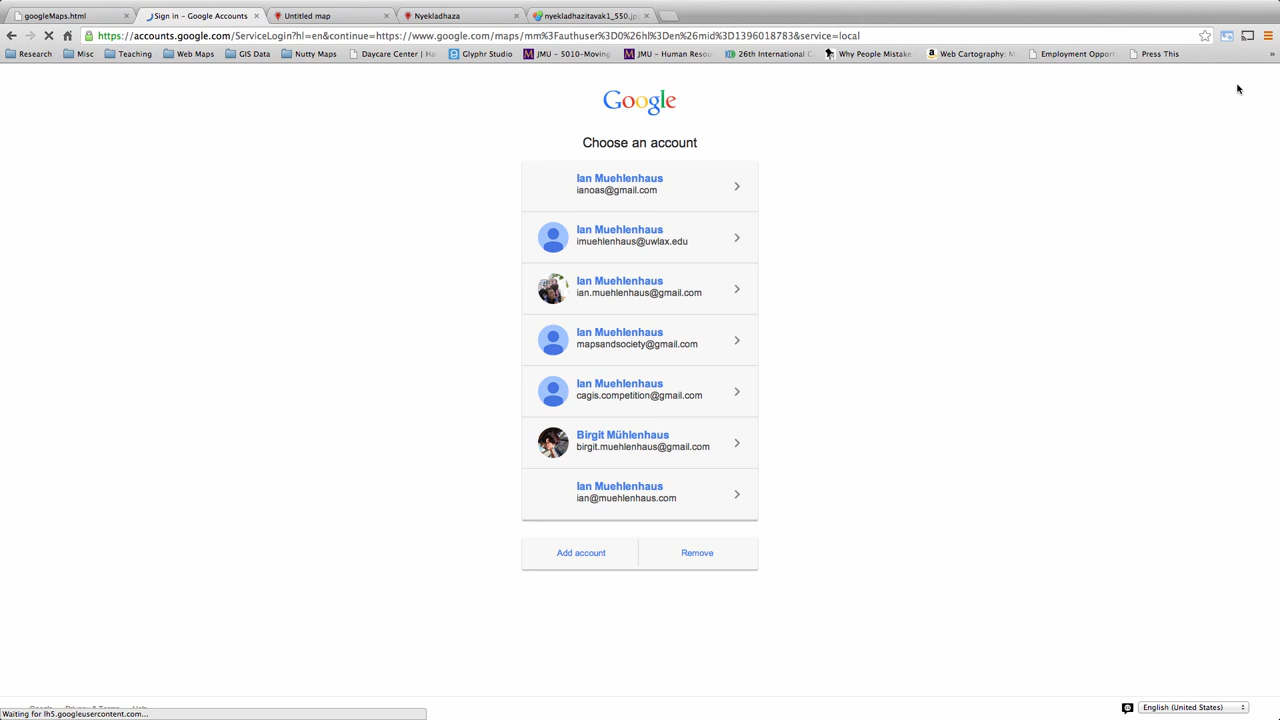 googleMaps.html
Sign in - Google Accounts
Untitled map
Nyekladhaza
nyekladhazitavak1_550.jp
https://accounts.google.com/ServiceLogin?hl=en&continue=https://www.google.com/maps/mm%3Fauthuser%3D0%26hl%3Den%26mid%3D1396018783&service=local
Research
Misc
Teaching
Web Maps
GIS Data
Nutty Maps
Daycare Center | Ha
Glyphr Studio
JMU - 5010-Moving
JMU - Human Resou
26th International C
Why People Mistake
Web Cartography: M
Employment Oppor
Press This
Google
Choose an account
Ian Muehlenhaus
ianoas@gmail.com
Ian Muehlenhaus
imuehlenhaus@uwlax.edu
Ian Muehlenhaus
ian.muehlenhaus@gmail.com
Ian Muehlenhaus
mapsandsociety@gmail.com
Ian Muehlenhaus
cagis.competition@gmail.com
Birgit Mühlenhaus
birgit.muehlenhaus@gmail.com
Ian Muehlenhaus
ian@muehlenhaus.com
Add account
Remove
Waiting for lh5.googleusercontent.com...
English (United States)